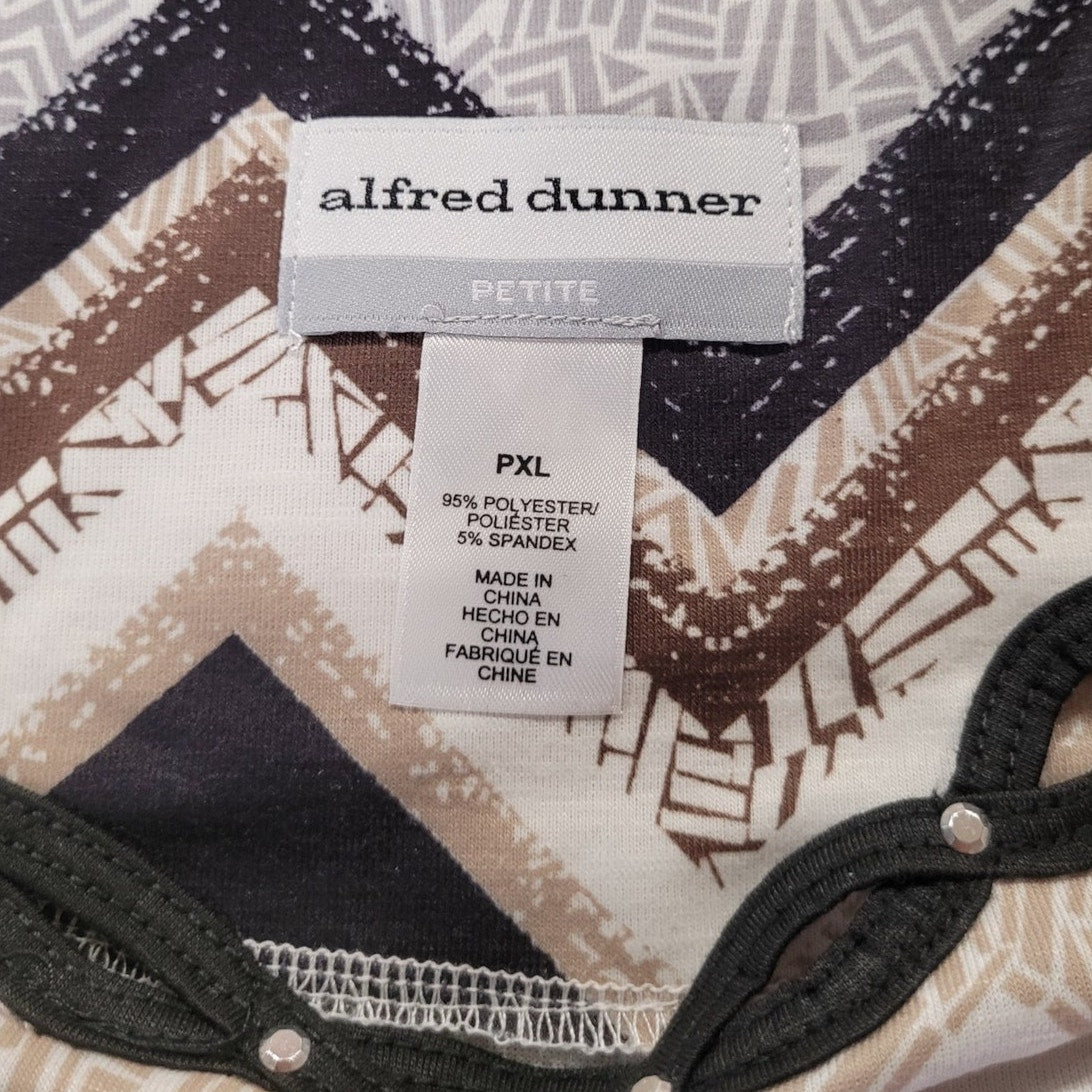 alfred dunner
PETITE
PXL
95% POLYESTER/
POLIÉSTER
5% SPANDEX
MADE IN
CHINA
HECHO EN
CHINA
FABRIQUÉ EN
CHINE